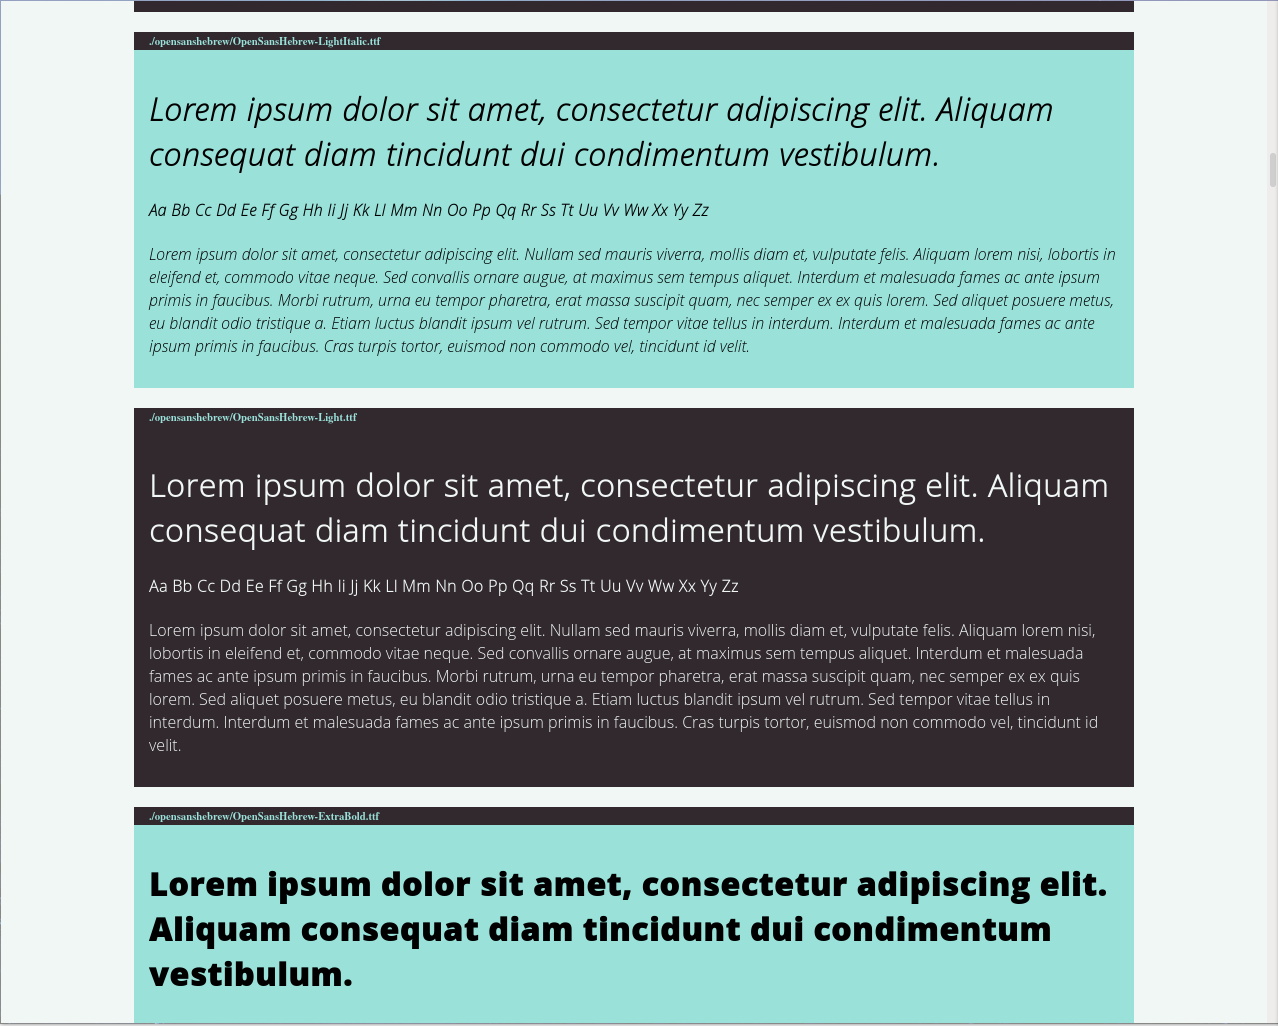 ./opensanshebrew/OpenSansHebrew-LightItalic.ttf
Lorem ipsum dolor sit amet, consectetur adipiscing elit. Aliquam
consequat diam tincidunt dui condimentum vestibulum.
Aa Bb Cc Dd Ee Ff Gg Hh Ii Jj Kk Ll Mm Nn Oo Pp Qq Rr Ss Tt Uu Vv Ww Xx Yy Zz
Lorem ipsum dolor sit amet, consectetur adipiscing elit. Nullam sed mauris viverra, mollis diam et, vulputate felis. Aliquam lorem nisi, lobortis in
eleifend et, commodo vitae neque. Sed convallis ornare augue, at maximus sem tempus aliquet. Interdum et malesuada fames ac ante ipsum
primis in faucibus. Morbi rutrum, urna eu tempor pharetra, erat massa suscipit quam, nec semper ex ex quis lorem. Sed aliquet posuere metus,
eu blandit odio tristique a. Etiam luctus blandit ipsum vel rutrum. Sed tempor vitae tellus in interdum. Interdum et malesuada fames ac ante
ipsum primis in faucibus. Cras turpis tortor, euismod non commodo vel, tincidunt id velit.
./opensanshebrew/OpenSansHebrew-Light.ttf
Lorem ipsum dolor sit amet, consectetur adipiscing elit. Aliquam
consequat diam tincidunt dui condimentum vestibulum.
Aa Bb Cc Dd Ee Ff Gg Hh Ii Jj Kk Ll Mm Nn Oo Pp Qq Rr Ss Tt Uu Vv Ww Xx Yy Zz
Lorem ipsum dolor sit amet, consectetur adipiscing elit. Nullam sed mauris viverra, mollis diam et, vulputate felis. Aliquam lorem nisi,
lobortis in eleifend et, commodo vitae neque. Sed convallis ornare augue, at maximus sem tempus aliquet. Interdum et malesuada
fames ac ante ipsum primis in faucibus. Morbi rutrum, urna eu tempor pharetra, erat massa suscipit quam, nec semper ex ex quis
lorem. Sed aliquet posuere metus, eu blandit odio tristique a. Etiam luctus blandit ipsum vel rutrum. Sed tempor vitae tellus in
interdum. Interdum et malesuada fames ac ante ipsum primis in faucibus. Cras turpis tortor, euismod non commodo vel, tincidunt id
velit.
./opensanshebrew/OpenSansHebrew-ExtraBold.ttf
Lorem ipsum dolor sit amet, consectetur adipiscing elit.
Aliquam consequat diam tincidunt dui condimentum
vestibulum.